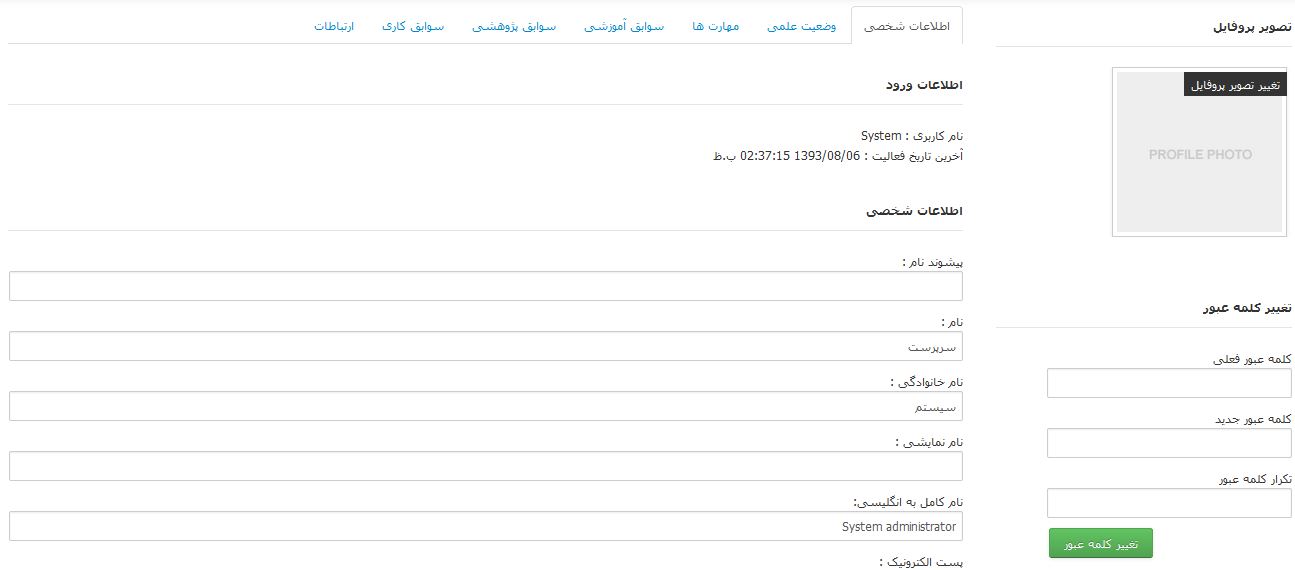 تصویر پروفایل
تغییر تصویر پروفایل
PROFILE PHOTO
تغییر کلمه عبور
کلمه عبور فعلی
کلمه عبور جدید
تکرار کلمه عبور
تغییر کلمه عبور
اطلاعات شخصی وضعیت علمی مهارت ها سوابق آموزشی سوابق پژوهشی سوابق کاری ارتباطات
اطلاعات ورود
نام کاربری : System
آخرین تاریخ فعالیت : 1393/08/06 02:37:15 ب.ظ
اطلاعات شخصی
پیشوند نام :
نام :
سرپرست
نام خانوادگی :
سیستم
نام نمایشی :
نام کامل به انگلیسی:
System administrator
پست الکترونیک :